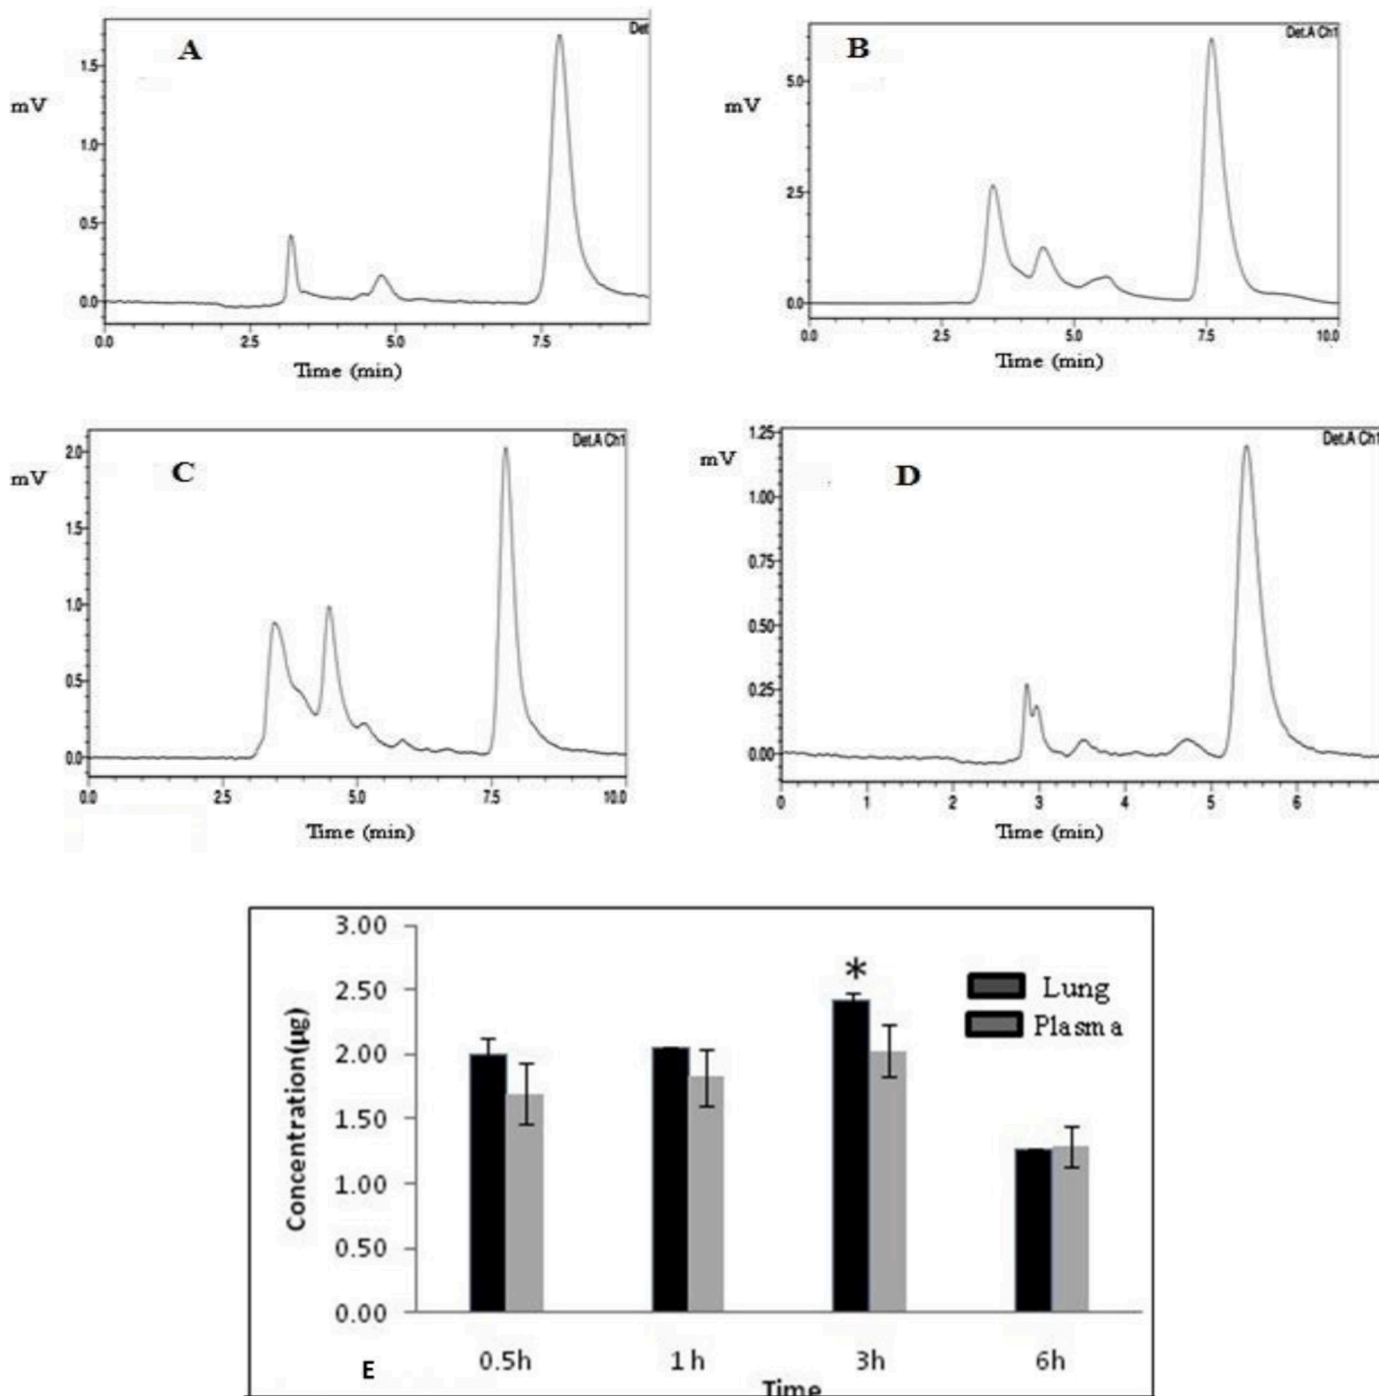 A
Det
mV
1.5
1.0
0.5
0.0
0.0 2.5 5.0 7.5
Time (min)
B
Det.A Ch1
mV
5.0
2.5
0.0
0.0 2.5 5.0 7.5 10.0
Time (min)
C
Det.A Ch1
mV
2.0
1.5
1.0
0.5
0.0
0.0 2.5 5.0 7.5 10.0
Time (min)
D
Det.A Ch1
mV
1.25
1.00
0.75
0.50
0.25
0.00
0 1 2 3 4 5 6
Time (min)
3.00
2.50
2.00
1.50
1.00
0.50
0.00
Concentration(µg)
*
Lung
Plasma
0.5h 1 h 3h 6h
E
Time